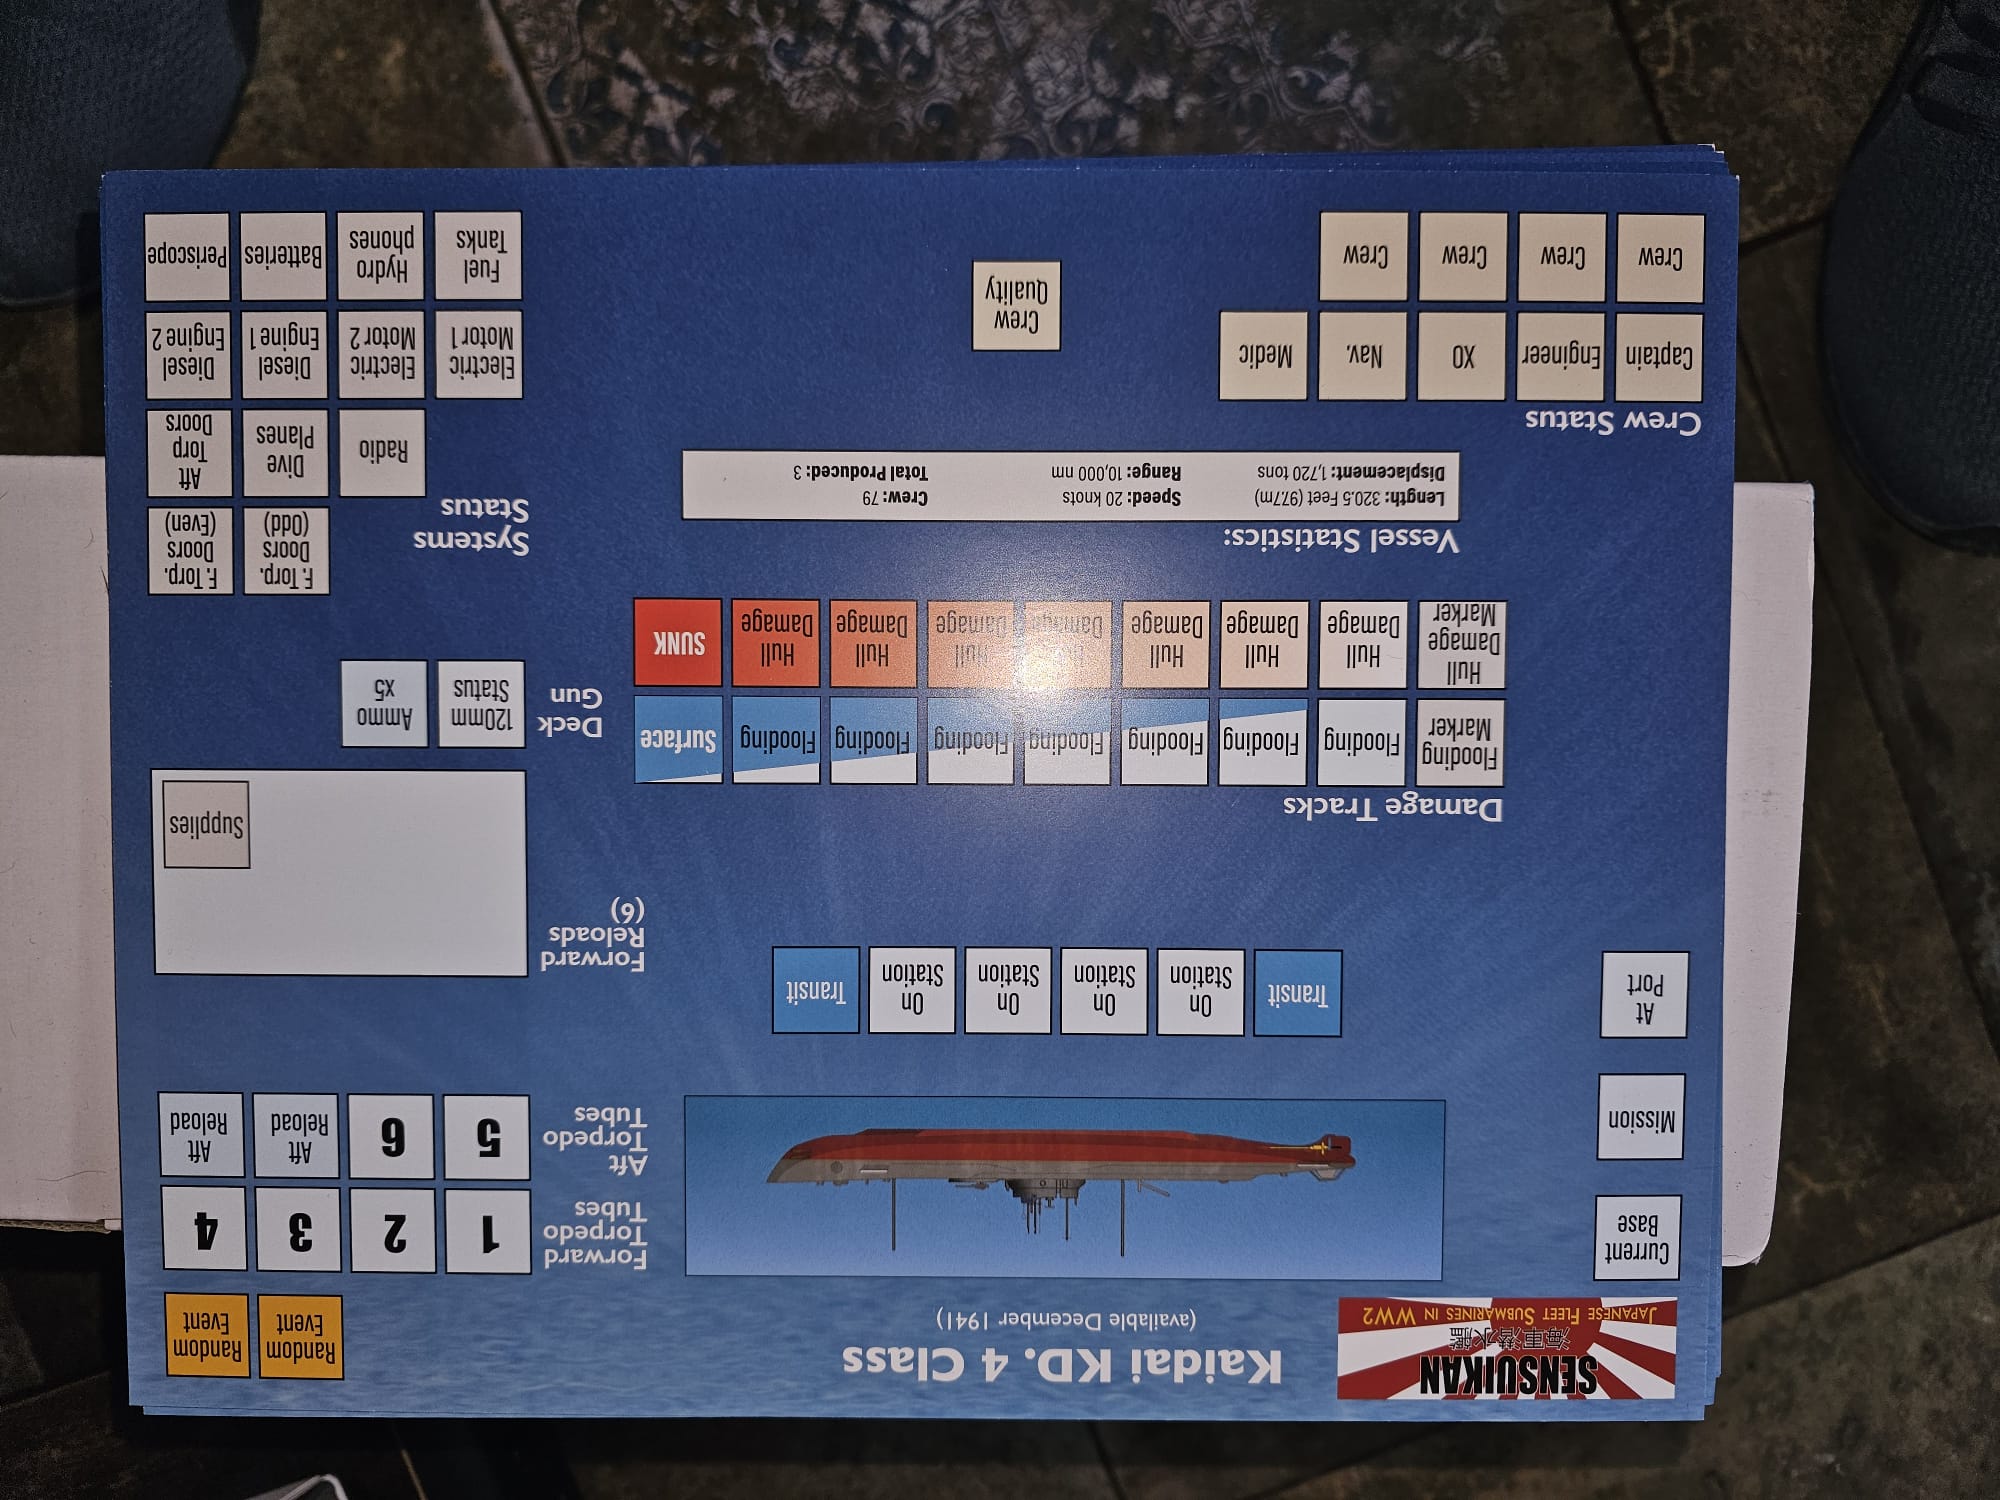 SENSUIKAN
海軍潜水艦
JAPANESE FLEET SUBMARINES IN WW2
Kaidai KD. 4 Class
(available December 1941)
Random
Event
Random
Event
Current
Base
Mission
At
Port
Forward
Torpedo
Tubes
1
2
3
4
Aft
Torpedo
Tubes
5
6
Aft
Reload
Aft
Reload
Transit
On
Station
On
Station
On
Station
On
Station
Transit
Forward
Reloads
(6)
Supplies
Damage Tracks
Flooding
Marker
Flooding
Flooding
Flooding
Flooding
Flooding
Flooding
Flooding
Surface
Hull
Damage
Marker
Hull
Damage
Hull
Damage
Hull
Damage
Hull
Damage
Hull
Damage
Hull
Damage
Hull
Damage
SUNK
Deck
Gun
120mm
Status
Ammo
x5
Vessel Statistics:
Length: 320.5 Feet (97.7m) Speed: 20 knots Crew: 79
Displacement: 1,720 tons Range: 10,000 nm Total Produced: 3
Systems
Status
F. Torp.
Doors
(Odd)
F. Torp.
Doors
(Even)
Radio
Dive
Planes
Aft
Torp
Doors
Electric
Motor 1
Electric
Motor 2
Diesel
Engine 1
Diesel
Engine 2
Fuel
Tanks
Hydro
phones
Batteries
Periscope
Crew Status
Captain
Engineer
XO
Nav.
Medic
Crew
Crew
Crew
Crew
Crew
Quality